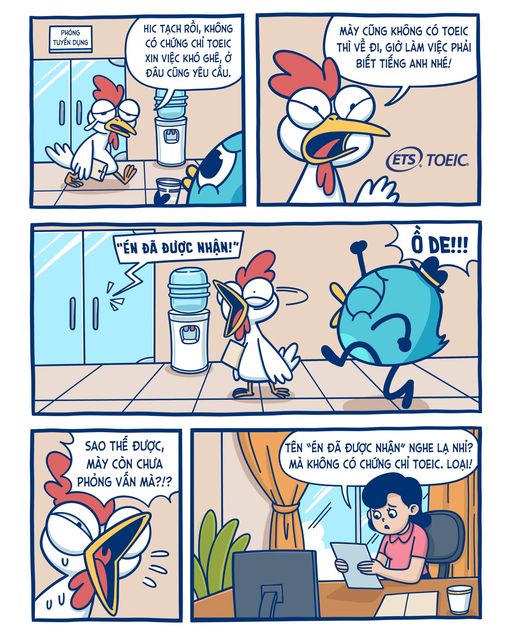 PHÒNG
TUYỂN DỤNG
HIC TẠCH RỒI, KHÔNG
CÓ CHỨNG CHỈ TOEIC
XIN VIỆC KHÓ GHÊ, Ở
ĐÂU CŨNG YÊU CẦU.
MÀY CŨNG KHÔNG CÓ TOEIC
THÌ VỀ ĐI, GIỜ LÀM VIỆC PHẢI
BIẾT TIẾNG ANH NHÉ!
ETS® TOEIC®
"ÉN ĐÃ ĐƯỢC NHẬN!"
Ồ DE!!!
SAO THẾ ĐƯỢC,
MÀY CÒN CHƯA
PHỎNG VẤN MÀ?!?
TÊN "ÉN ĐÃ ĐƯỢC NHẬN" NGHE LẠ NHỈ?
MÀ KHÔNG CÓ CHỨNG CHỈ TOEIC. LOẠI!